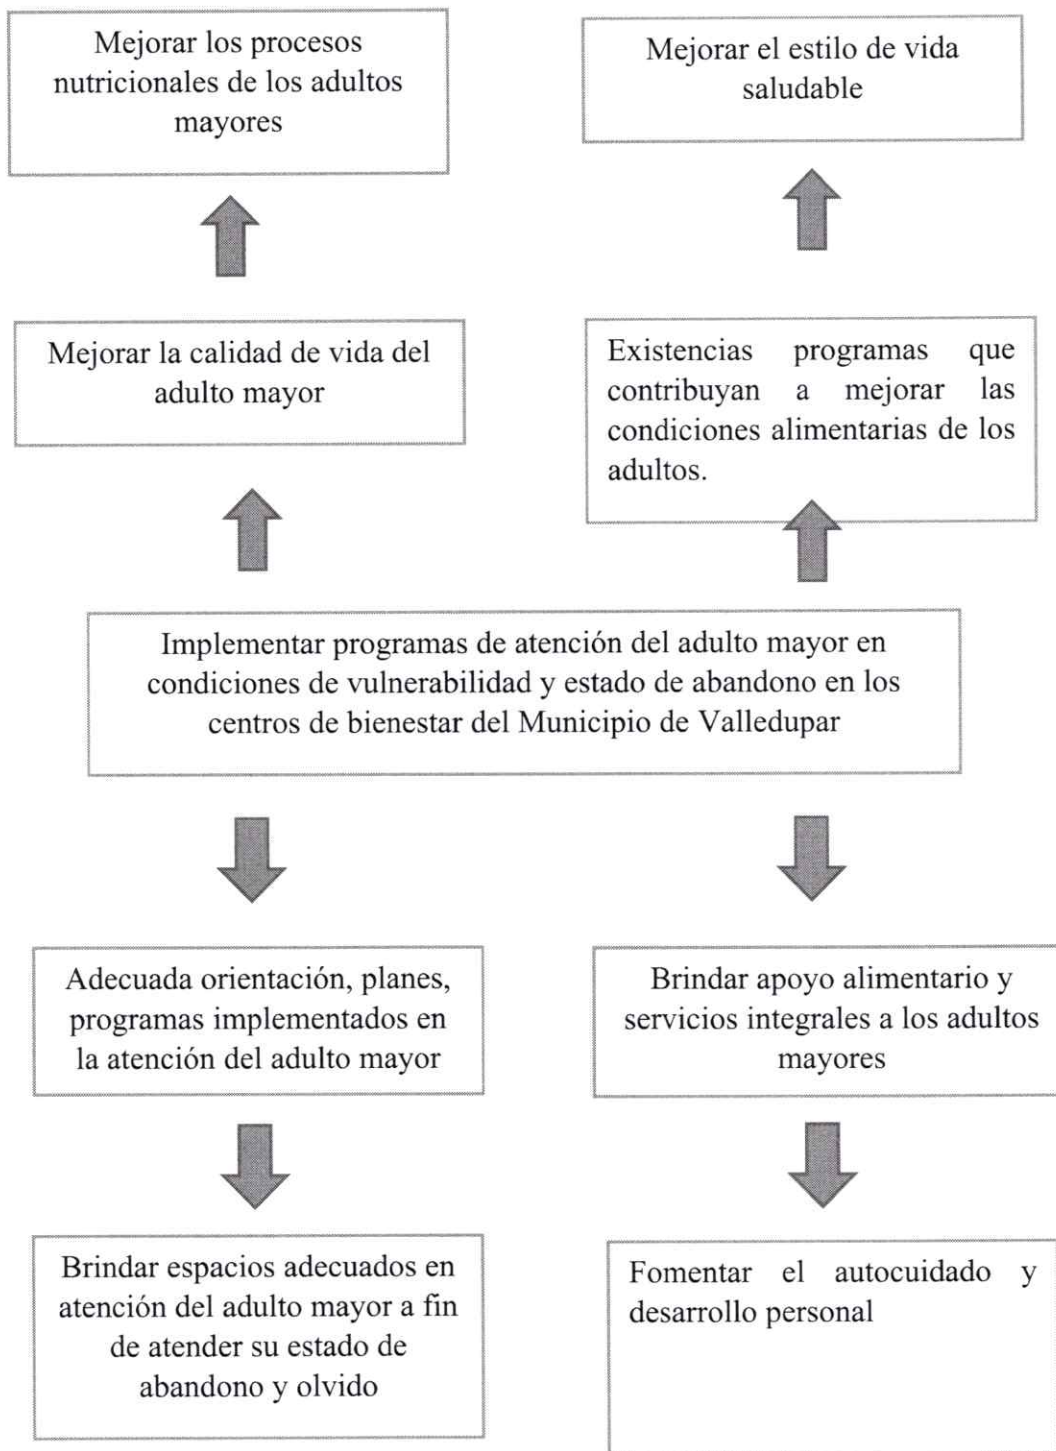 Mejorar los procesos
nutricionales de los adultos
mayores
Mejorar el estilo de vida
saludable
Mejorar la calidad de vida del
adulto mayor
Existencias programas que
contribuyan a mejorar las
condiciones alimentarias de los
adultos.
Implementar programas de atención del adulto mayor en
condiciones de vulnerabilidad y estado de abandono en los
centros de bienestar del Municipio de Valledupar
Adecuada orientación, planes,
programas implementados en
la atención del adulto mayor
Brindar apoyo alimentario y
servicios integrales a los adultos
mayores
Brindar espacios adecuados en
atención del adulto mayor a fin
de atender su estado de
abandono y olvido
Fomentar el autocuidado y
desarrollo personal